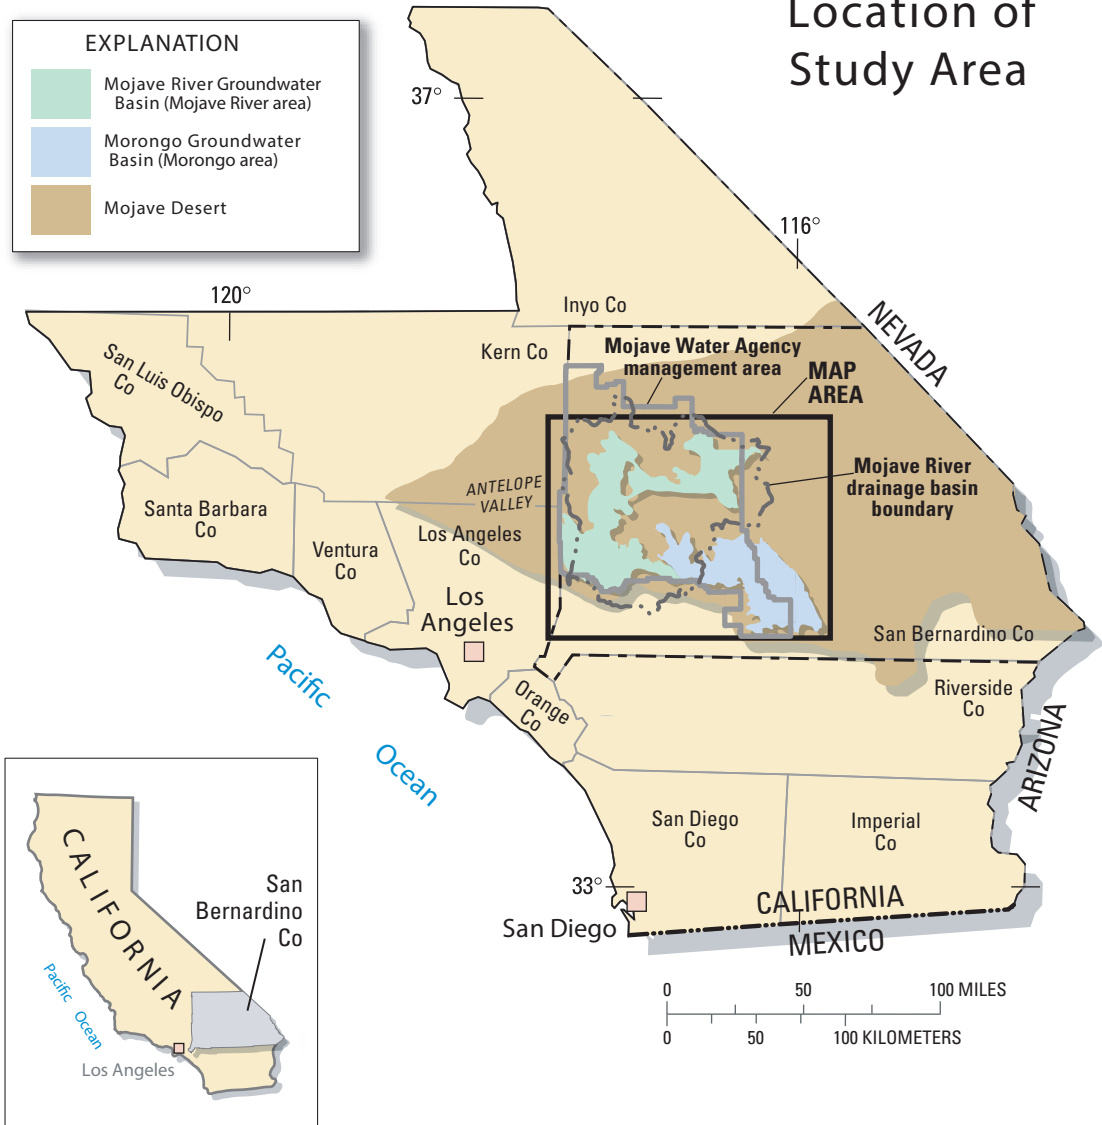 Location of
Study Area
EXPLANATION
Mojave River Groundwater
Basin (Mojave River area)
Morongo Groundwater
Basin (Morongo area)
Mojave Desert
37°
116°
120°
Inyo Co
NEVADA
Kern Co
Mojave Water Agency
management area
MAP
AREA
San Luis Obispo
Co
Mojave River
drainage basin
boundary
ANTELOPE
VALLEY
Santa Barbara
Co
Ventura
Co
Los Angeles
Co
Los
Angeles
San Bernardino Co
Pacific
Ocean
Orange
Co
Riverside
Co
ARIZONA
San Diego
Co
Imperial
Co
33°
San Diego
CALIFORNIA
MEXICO
0 50 100 MILES
0 50 100 KILOMETERS
CALIFORNIA
San
Bernardino
Co
Pacific
Ocean
Los Angeles